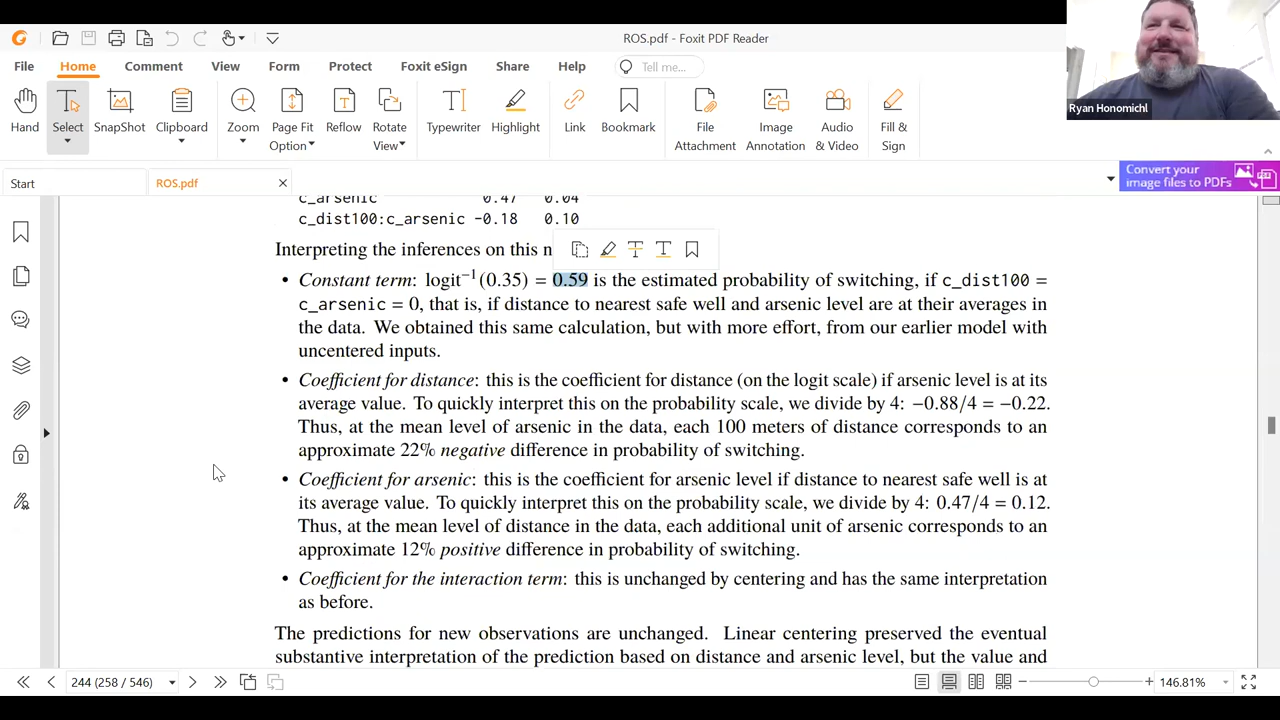 ROS.pdf - Foxit PDF Reader
File Home Comment View Form Protect Foxit eSign Share Help Tell me...
Hand Select SnapShot Clipboard Zoom Page Fit Option Reflow Rotate View Typewriter Highlight Link Bookmark File Attachment Image Annotation Audio & Video Fill & Sign
Ryan Honomichl
Start ROS.pdf
Convert your
image files to PDFs
c_arsenic 0.47 0.04
c_dist100:c_arsenic -0.18 0.10
Interpreting the inferences on this n
• Constant term: logit⁻¹(0.35) = 0.59 is the estimated probability of switching, if c_dist100 =
c_arsenic = 0, that is, if distance to nearest safe well and arsenic level are at their averages in
the data. We obtained this same calculation, but with more effort, from our earlier model with
uncentered inputs.
• Coefficient for distance: this is the coefficient for distance (on the logit scale) if arsenic level is at its
average value. To quickly interpret this on the probability scale, we divide by 4: −0.88/4 = −0.22.
Thus, at the mean level of arsenic in the data, each 100 meters of distance corresponds to an
approximate 22% negative difference in probability of switching.
• Coefficient for arsenic: this is the coefficient for arsenic level if distance to nearest safe well is at
its average value. To quickly interpret this on the probability scale, we divide by 4: 0.47/4 = 0.12.
Thus, at the mean level of distance in the data, each additional unit of arsenic corresponds to an
approximate 12% positive difference in probability of switching.
• Coefficient for the interaction term: this is unchanged by centering and has the same interpretation
as before.
The predictions for new observations are unchanged. Linear centering preserved the eventual
substantive interpretation of the prediction based on distance and arsenic level, but the value and
244 (258 / 546) 146.81%